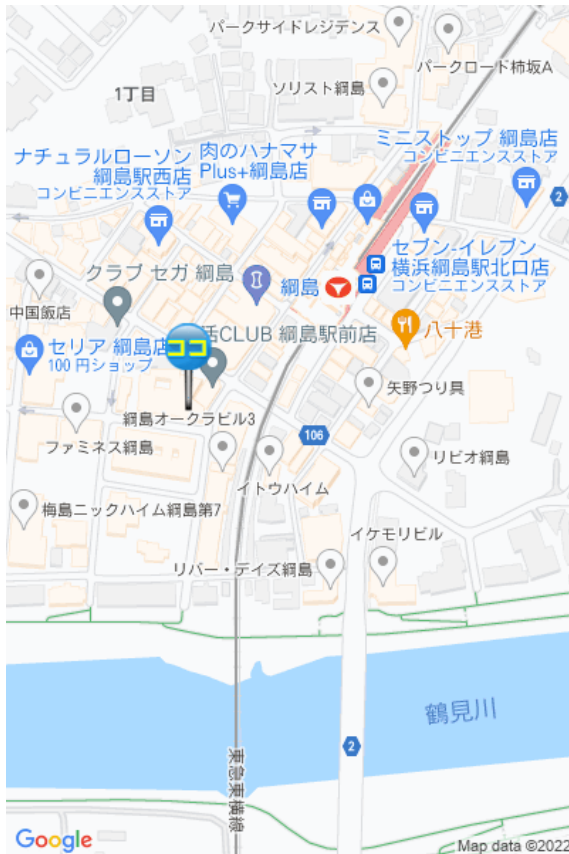 パークサイドレジデンス
パークロード柿坂A
ソリスト綱島
1丁目
ミニストップ 綱島店
コンビニエンスストア
ナチュラルローソン
綱島駅西店
コンビニエンスストア
肉のハナマサ
Plus+綱島店
2
セブン-イレブン
横浜綱島駅北口店
コンビニエンスストア
クラブ セガ 綱島
綱島
中国飯店
活CLUB 綱島駅前店
八十港
ココ
セリア 綱島店
100 円ショップ
矢野つり具
綱島オークラビル3
106
ファミネス綱島
リビオ綱島
イトウハイム
梅島ニックハイム綱島第7
イケモリビル
リバー・デイズ綱島
鶴見川
2
東急東横線
Google
Map data ©2022